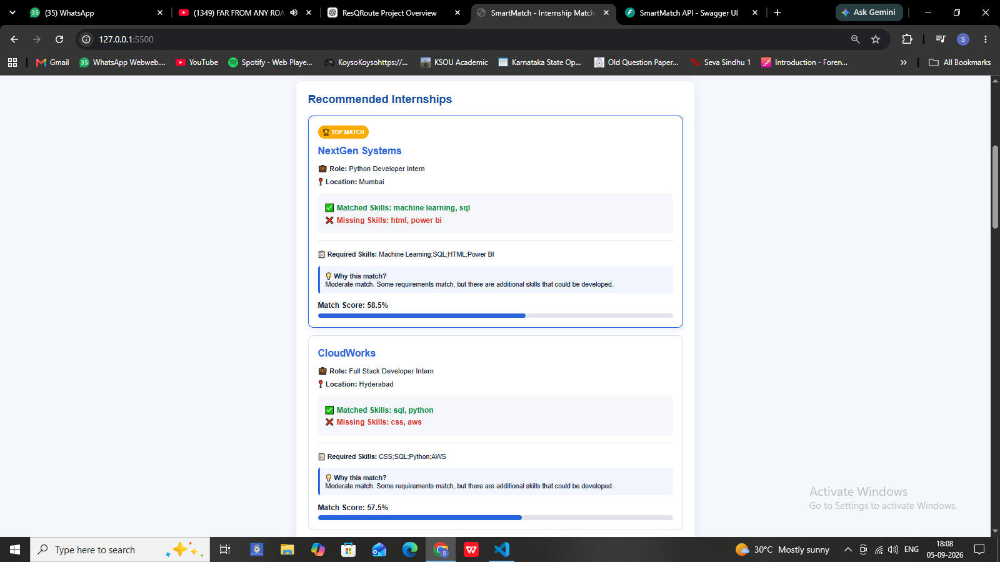 (35) WhatsApp
(1349) FAR FROM ANY ROA
ResQRoute Project Overview
SmartMatch - Internship Match
SmartMatch API - Swagger UI
Ask Gemini
127.0.0.1:5500
S
Gmail
35
WhatsApp Webweb....
YouTube
Spotify - Web Playe...
KoysoKoysohttps://...
KSOU Academic
Karnataka State Op...
Old Question Paper...
Seva Sindhu 1
Introduction - Foren...
All Bookmarks
Recommended Internships
TOP MATCH
NextGen Systems
Role: Python Developer Intern
Location: Mumbai
Matched Skills: machine learning, sql
Missing Skills: html, power bi
Required Skills: Machine Learning;SQL;HTML;Power BI
Why this match?
Moderate match. Some requirements match, but there are additional skills that could be developed.
Match Score: 58.5%
CloudWorks
Role: Full Stack Developer Intern
Location: Hyderabad
Matched Skills: sql, python
Missing Skills: css, aws
Required Skills: CSS;SQL;Python;AWS
Why this match?
Moderate match. Some requirements match, but there are additional skills that could be developed.
Match Score: 57.5%
Activate Windows
Go to Settings to activate Windows.
Type here to search
30°C Mostly sunny
ENG
18:08
05-09-2026